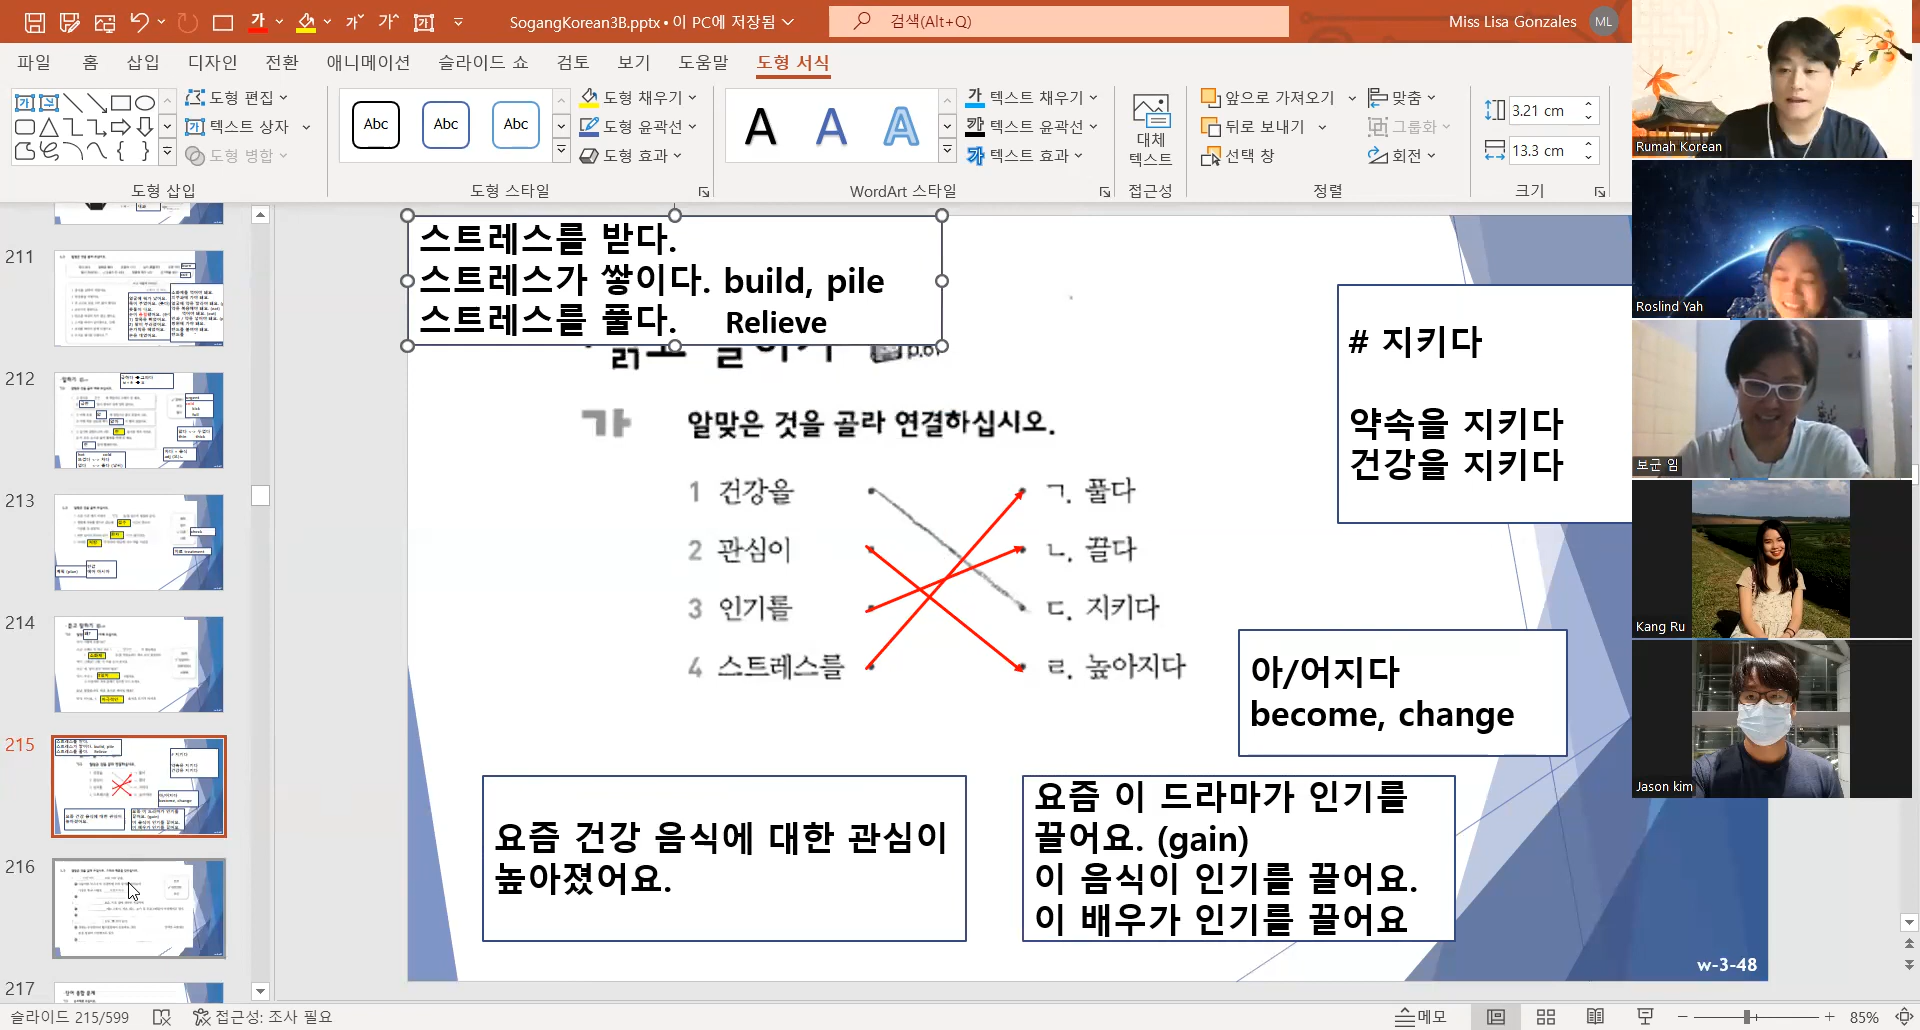 SogangKorean3B.pptx • 이 PC에 저장됨
검색(Alt+Q)
Miss Lisa Gonzales
ML
파일
홈
삽입
디자인
전환
애니메이션
슬라이드 쇼
검토
보기
도움말
도형 서식
도형 편집
텍스트 상자
도형 병합
도형 삽입
Abc
Abc
Abc
도형 채우기
도형 윤곽선
도형 효과
도형 스타일
A
A
A
텍스트 채우기
텍스트 윤곽선
텍스트 효과
WordArt 스타일
대체
텍스트
접근성
앞으로 가져오기
뒤로 보내기
선택 창
맞춤
그룹화
회전
정렬
3.21 cm
13.3 cm
크기
Rumah Korean
Roslind Yah
보군 임
Kang Ru
Jason kim
211
212
213
214
215
216
217
스트레스를 받다.
스트레스가 쌓이다. build, pile
스트레스를 풀다. Relieve
# 지키다
약속을 지키다
건강을 지키다
가
알맞은 것을 골라 연결하십시오.
1 건강을
ㄱ. 풀다
2 관심이
ㄴ. 끌다
3 인기를
ㄷ. 지키다
4 스트레스를
ㄹ. 높아지다
아/어지다
become, change
요즘 건강 음식에 대한 관심이
높아졌어요.
요즘 이 드라마가 인기를
끌어요. (gain)
이 음식이 인기를 끌어요.
이 배우가 인기를 끌어요
w-3-48
슬라이드 215/599
접근성: 조사 필요
메모
85%